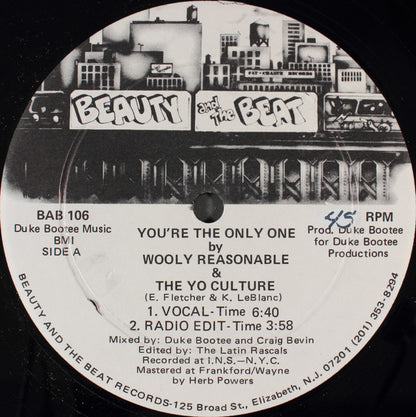 BEAUTY and THE BEAT
BAB 106
Duke Bootee Music
BMI
SIDE A
45 RPM
Prod. Duke Bootee
for Duke Bootee
Productions
YOU'RE THE ONLY ONE
by
WOOLY REASONABLE
&
THE YO CULTURE
(E. Fletcher & K. LeBlanc)
1. VOCAL-Time 6:40
2. RADIO EDIT-Time 3:58
Mixed by: Duke Bootee and Craig Bevin
Edited by: The Latin Rascals
Recorded at I.N.S.-N.Y.C.
Mastered at Frankford/Wayne
by Herb Powers
BEAUTY AND THE BEAT RECORDS-125 Broad St., Elizabeth, N.J. 07201 (201) 353-8294